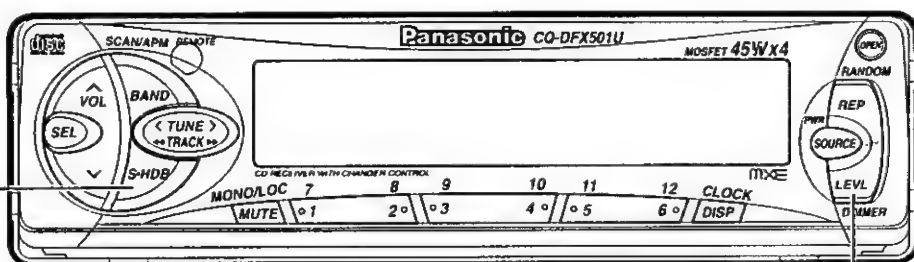 disc
SCAN/APM REMOTE
Panasonic CQ-DFX501U
MOSFET 45Wx4
OPEN
RANDOM
VOL BAND
REP
SEL
< TUNE >
TRACK
PWR
SOURCE
S·HDB
LEVL
CD RECEIVER WITH CHANGER CONTROL
MXE
MONO/LOC 7 8 9 10 11 12 CLOCK
MUTE 1 2 3 4 5 6 DISP
DIMMER